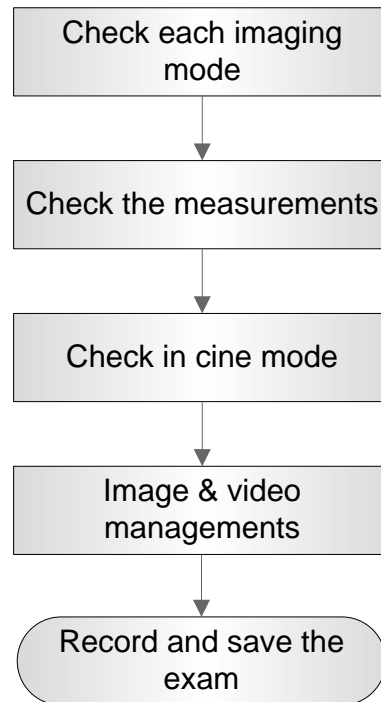 Check each imaging
mode
Check the measurements
Check in cine mode
Image & video
managements
Record and save the
exam